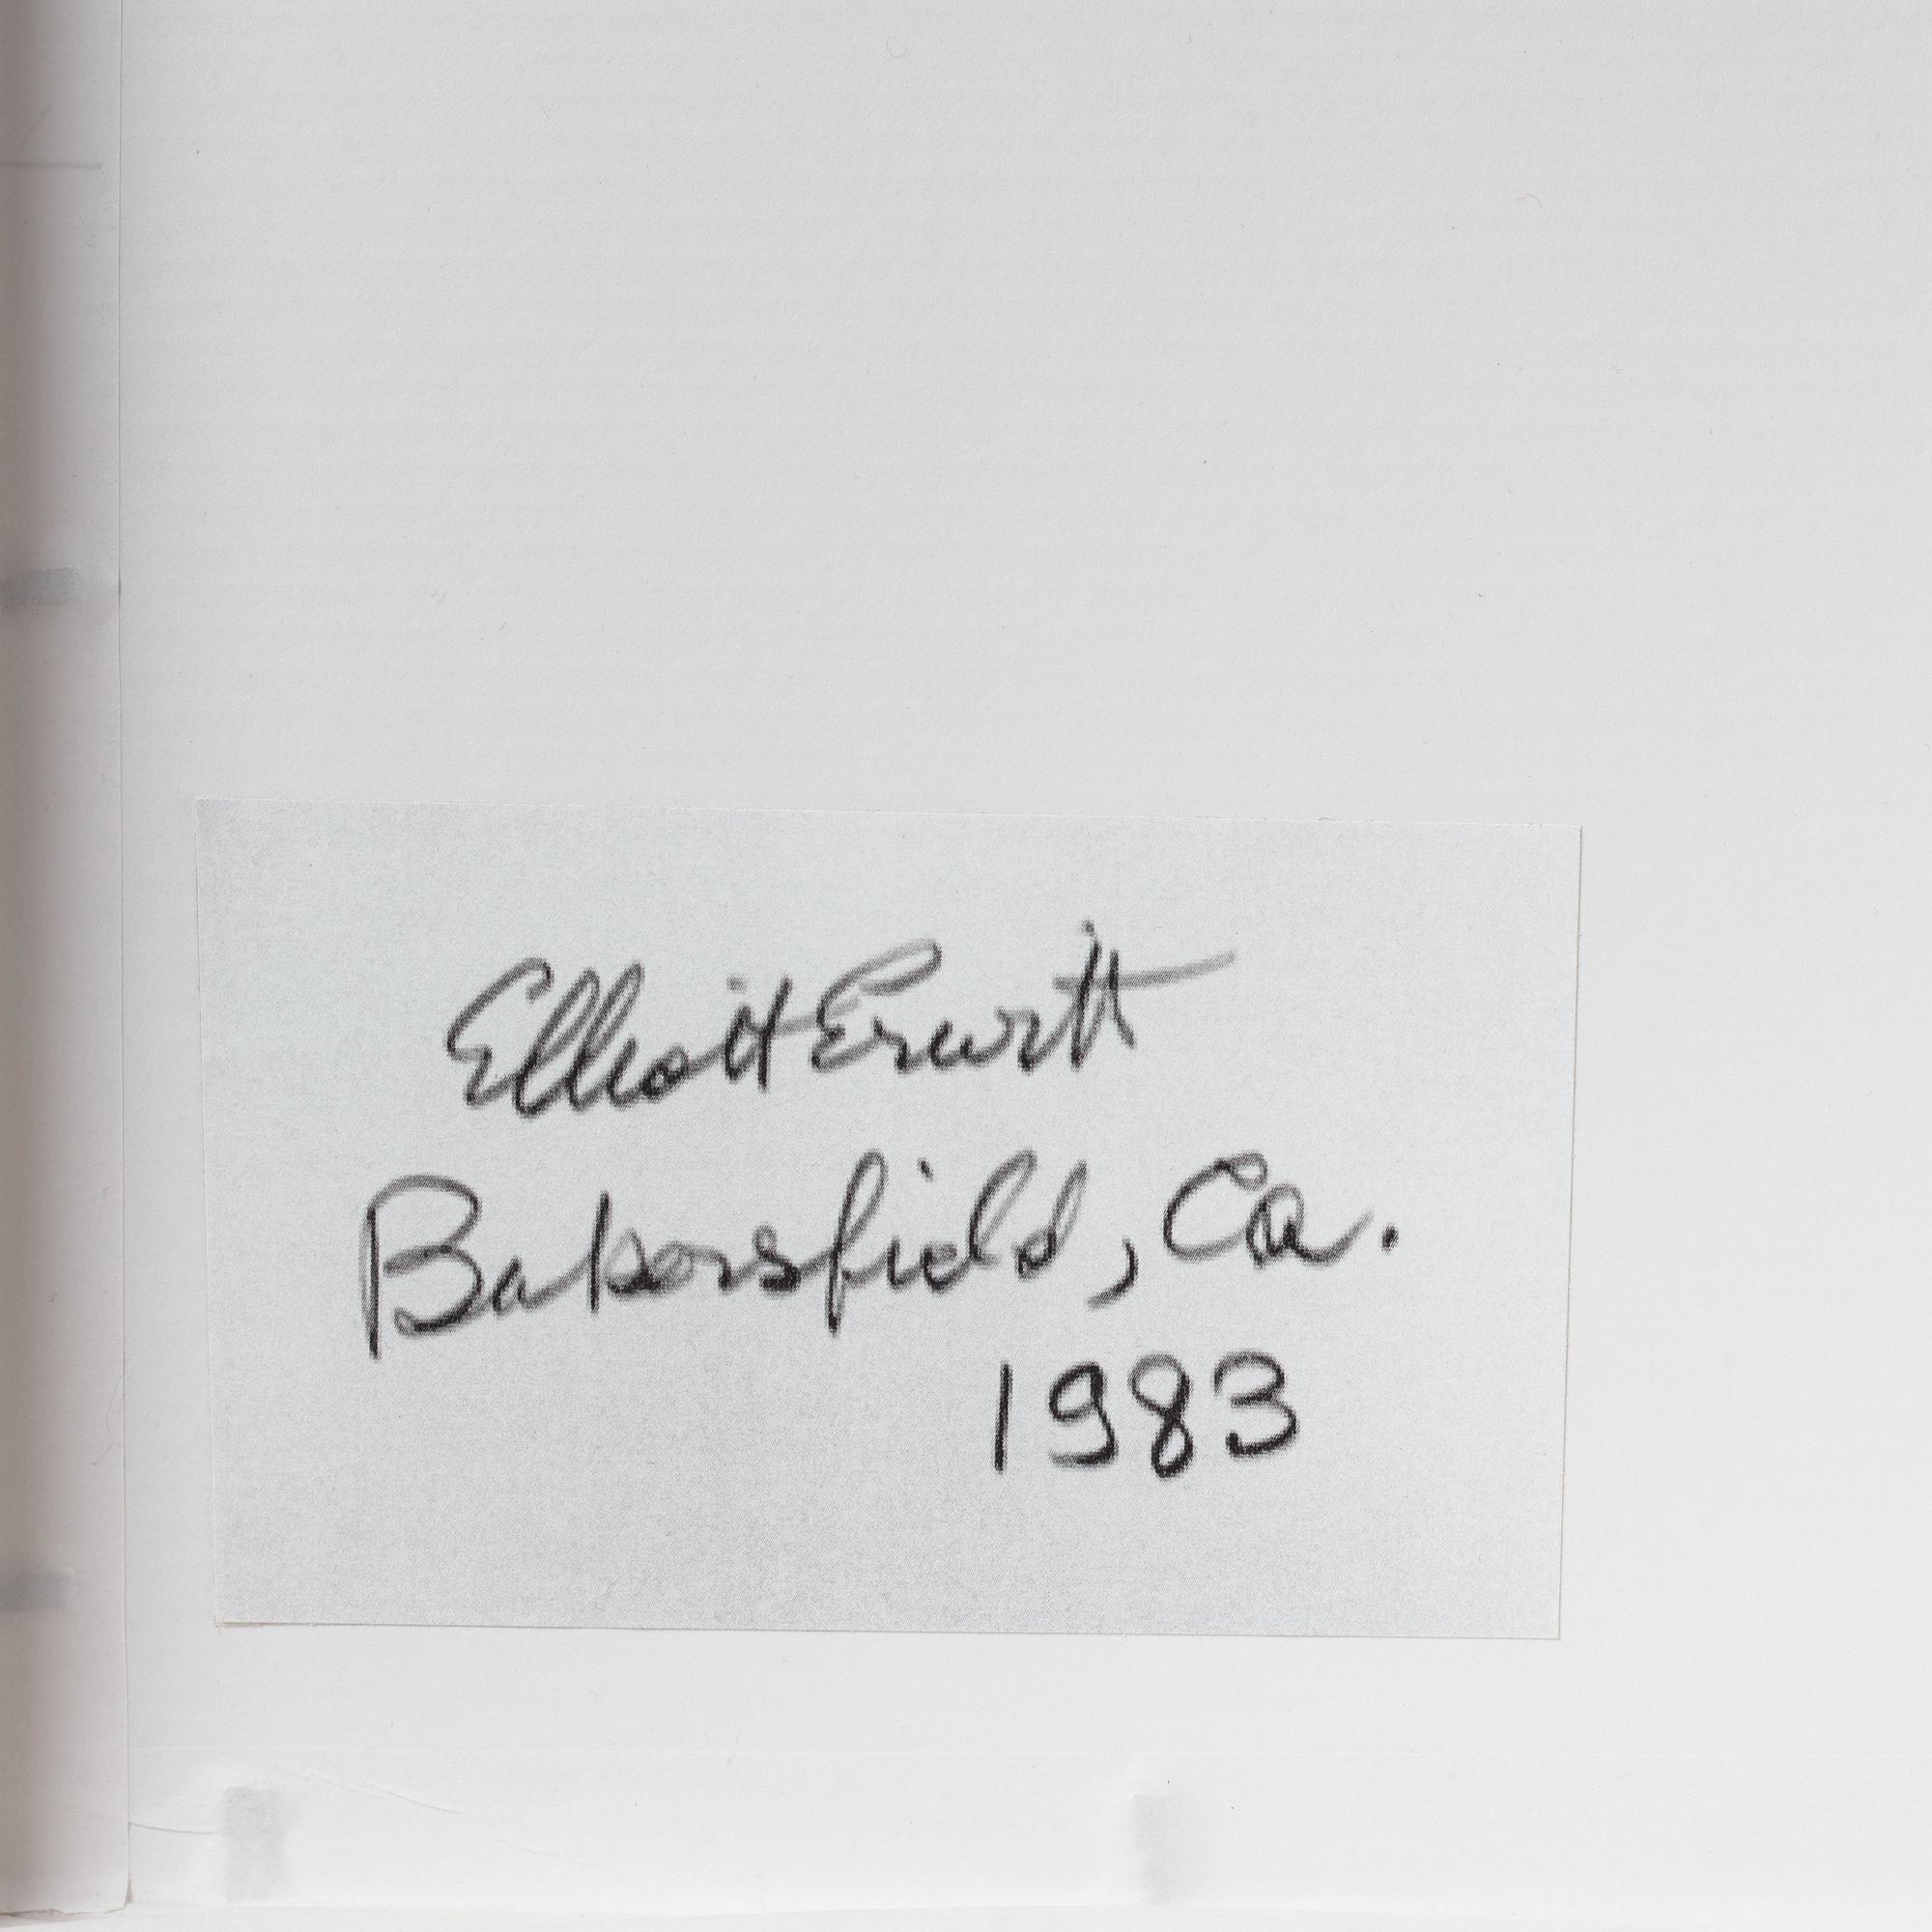 Elliott Erwitt
Bakersfield, Ca.
1983